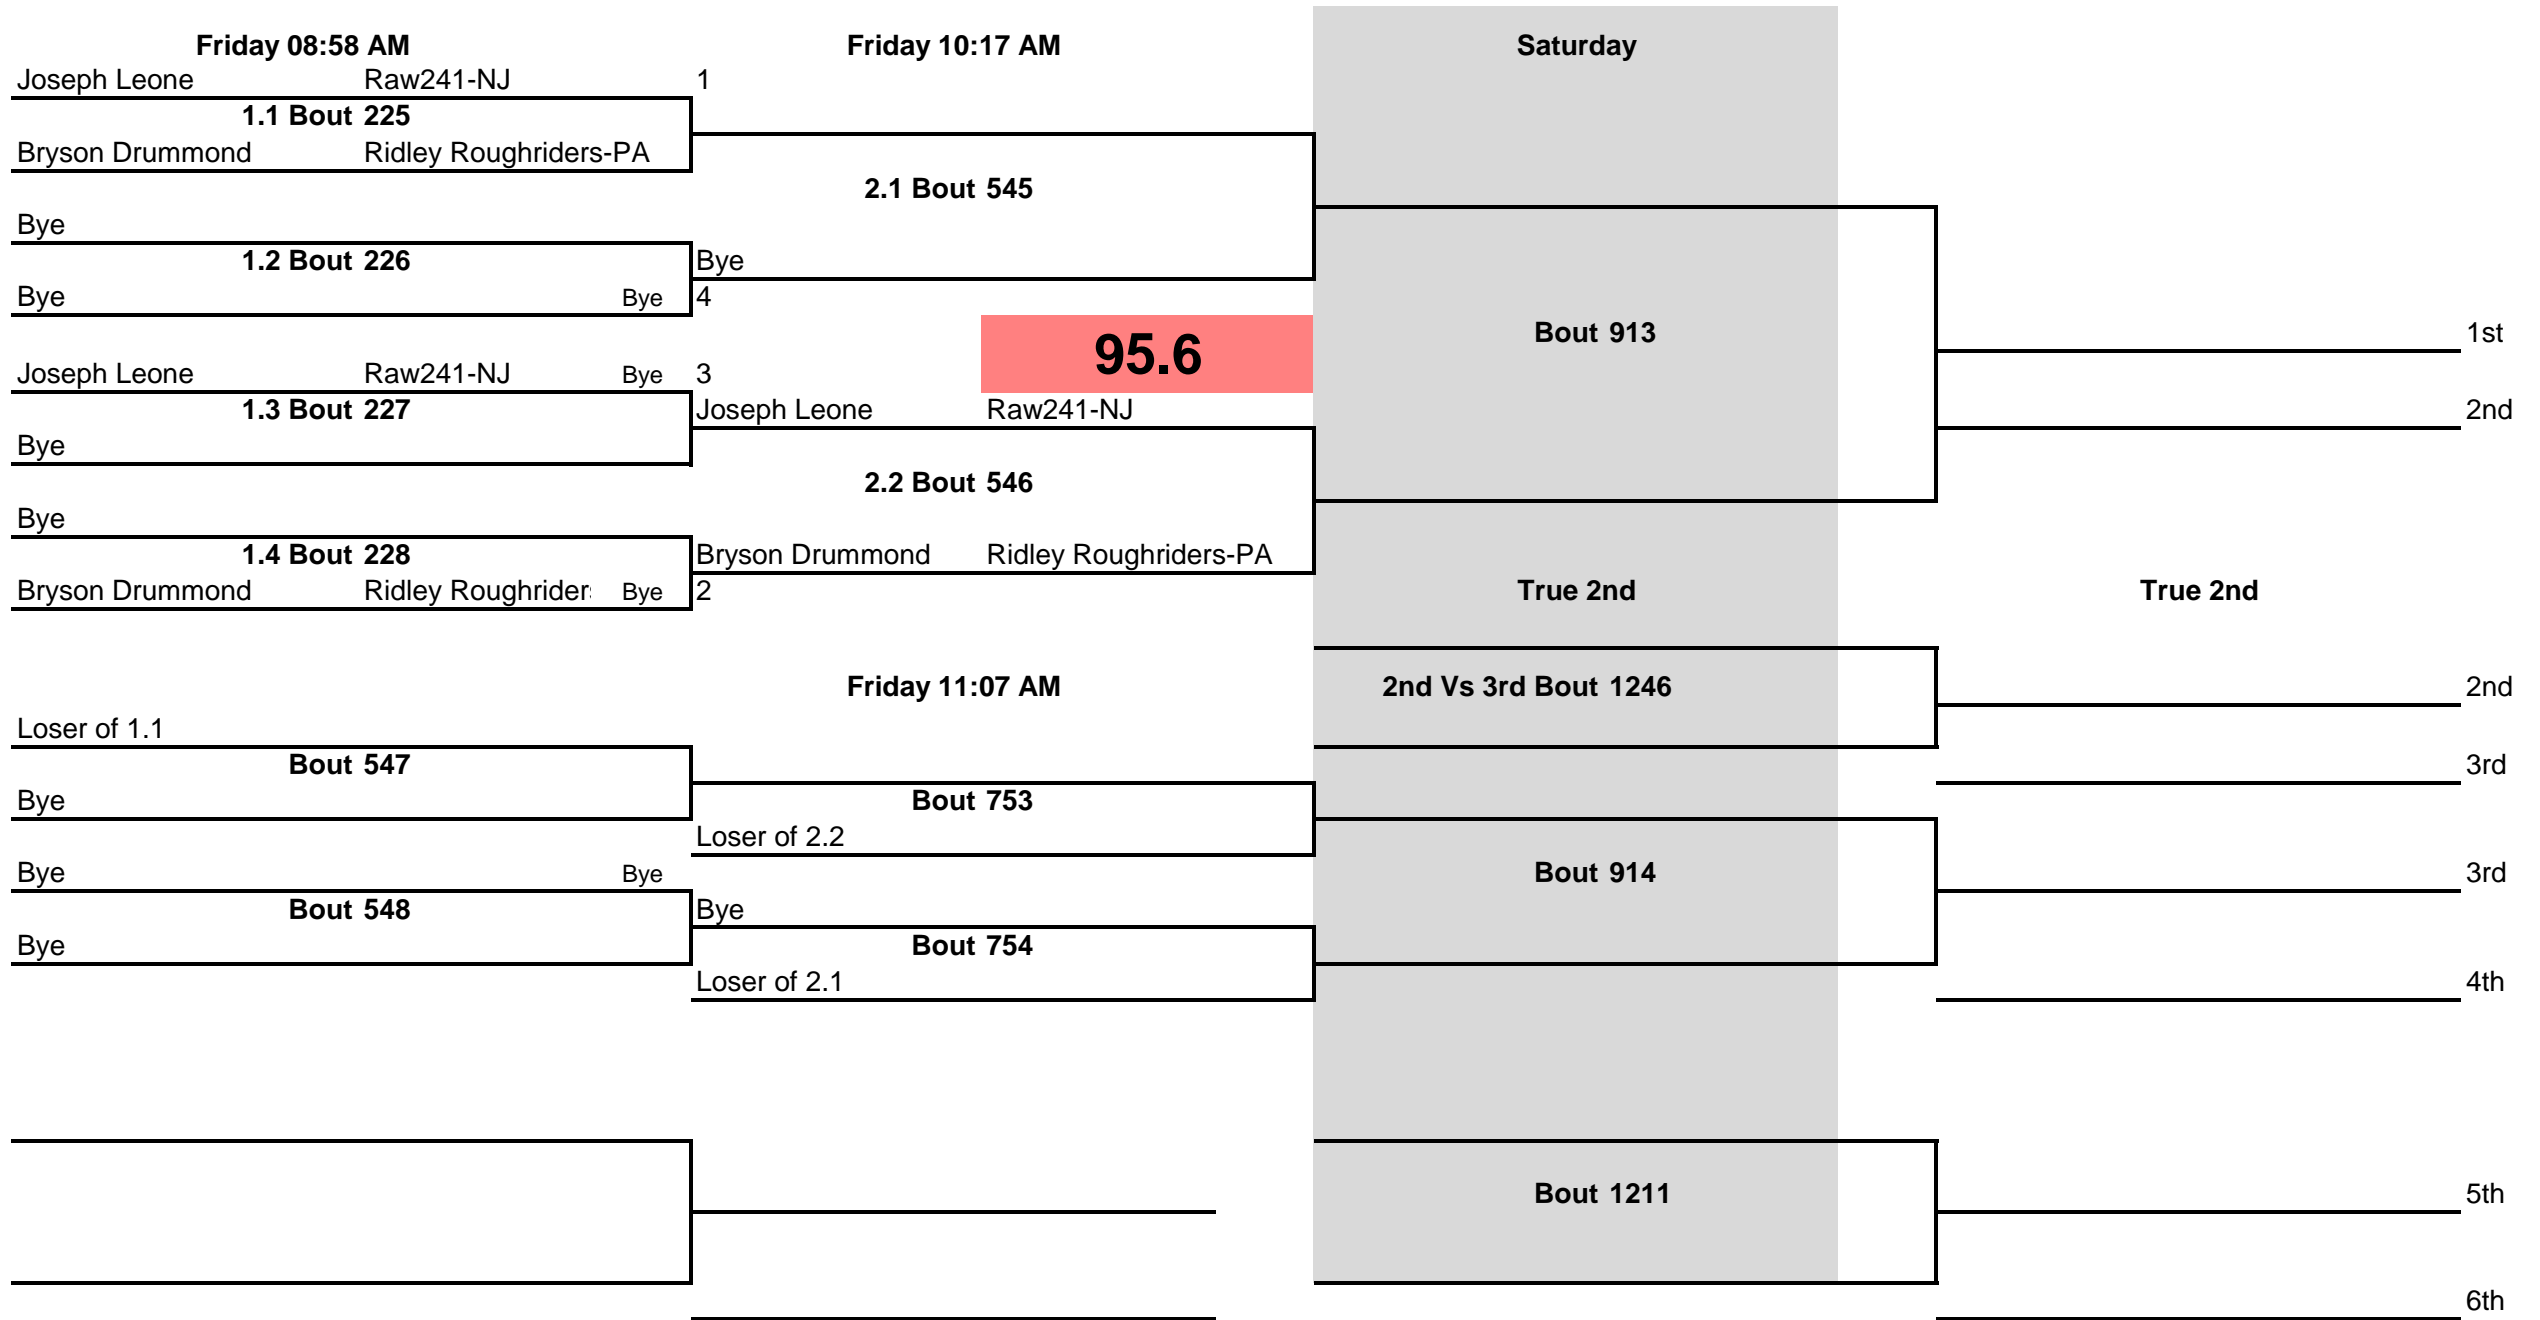 Friday 08:58 AM Friday 10:17 AM Saturday
Joseph Leone Raw241-NJ 1
1.1 Bout 225
Bryson Drummond Ridley Roughriders-PA
2.1 Bout 545
Bye
1.2 Bout 226 Bye
Bye Bye 4
95.6 Bout 913 1st
Joseph Leone Raw241-NJ Bye 3
1.3 Bout 227 Joseph Leone Raw241-NJ 2nd
Bye
2.2 Bout 546
Bye
1.4 Bout 228 Bryson Drummond Ridley Roughriders-PA
Bryson Drummond Ridley Roughrider Bye 2 True 2nd True 2nd
Friday 11:07 AM 2nd Vs 3rd Bout 1246 2nd
Loser of 1.1
Bout 547 3rd
Bye Bout 753
Loser of 2.2
Bye Bye Bout 914 3rd
Bout 548 Bye
Bye Bout 754
Loser of 2.1 4th
Bout 1211 5th
6th